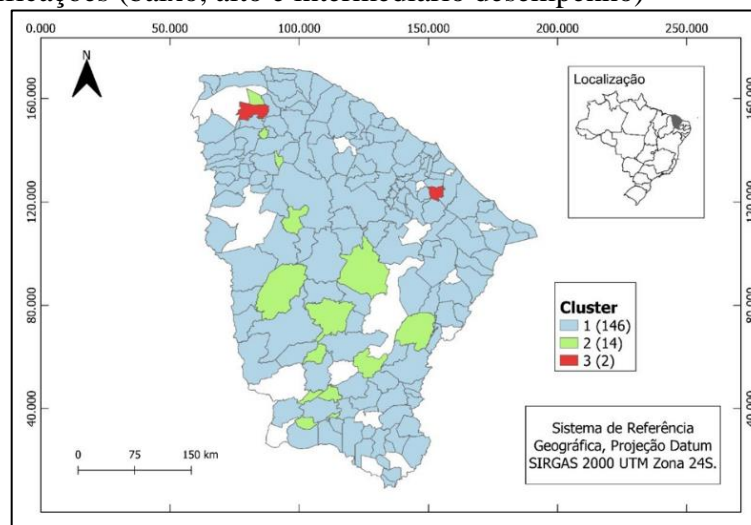 0.000
50.000
100.000
150.000
200.000
250.000
N
Localização
160.000
160.000
120.000
120.000
80.000
80.000
40.000
40.000
Cluster
1 (146)
2 (14)
3 (2)
0 75 150 km
Sistema de Referência
Geográfica, Projeção Datum
SIRGAS 2000 UTM Zona 24S.